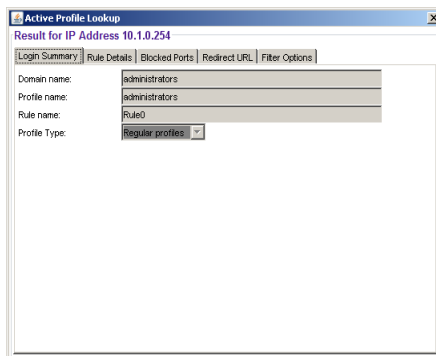 Active Profile Lookup
Result for IP Address 10.1.0.254
Login Summary Rule Details Blocked Ports Redirect URL Filter Options
Domain name: administrators
Profile name: administrators
Rule name: Rule0
Profile Type: Regular profiles